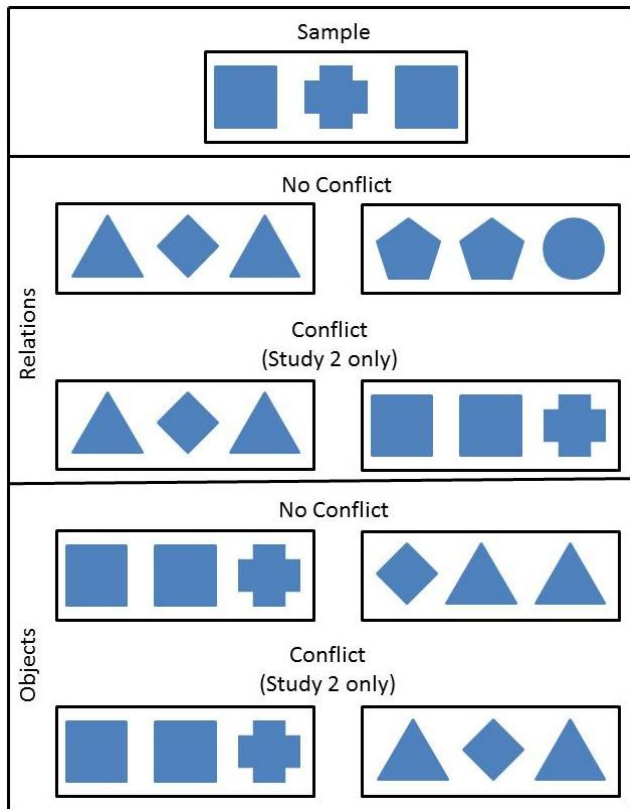 Sample
Relations
No Conflict
Conflict
(Study 2 only)
Objects
No Conflict
Conflict
(Study 2 only)